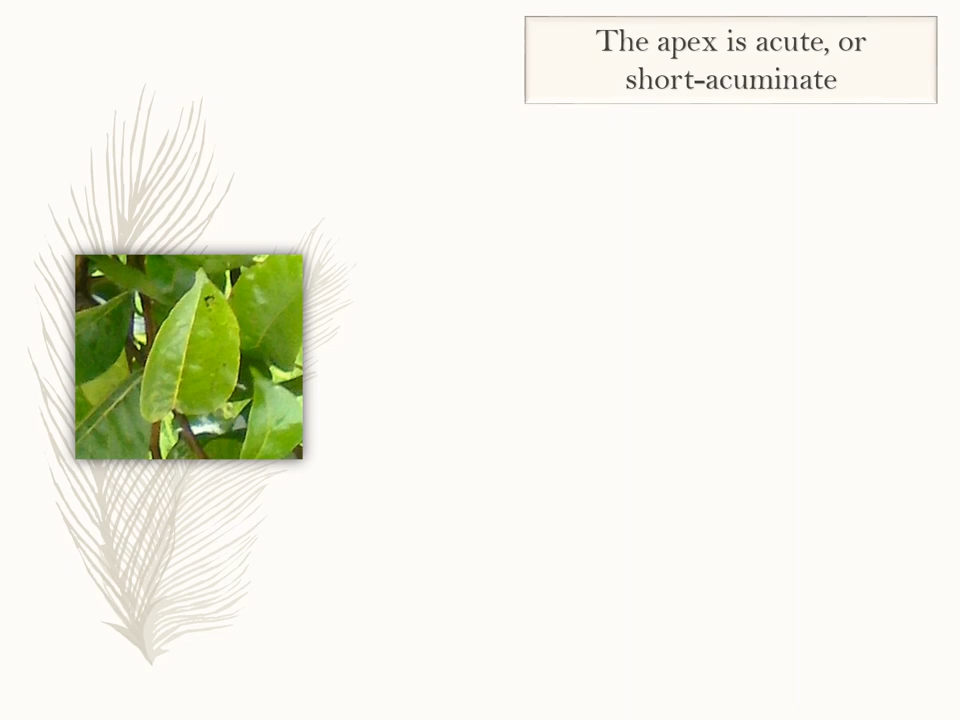 The apex is acute, or
short-acuminate